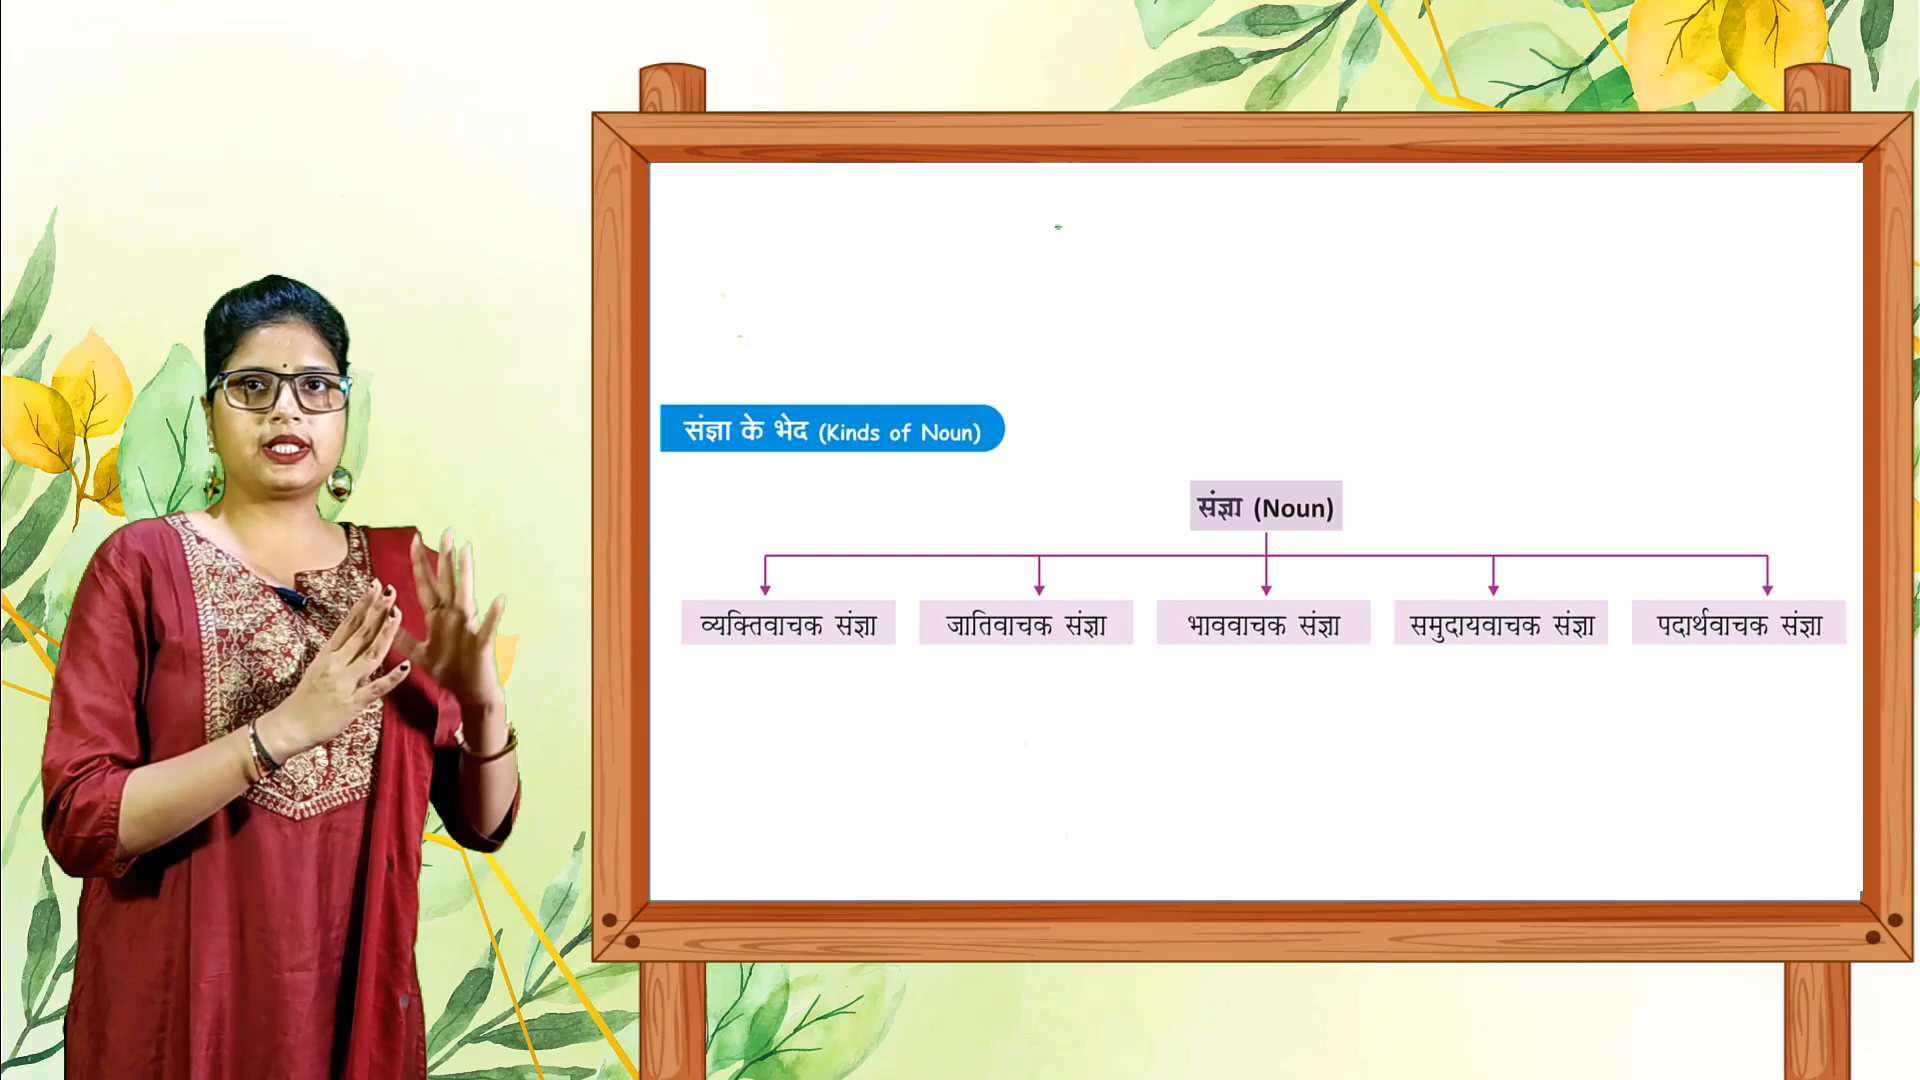 संज्ञा के भेद (Kinds of Noun)
संज्ञा (Noun)
व्यक्तिवाचक संज्ञा
जातिवाचक संज्ञा
भाववाचक संज्ञा
समुदायवाचक संज्ञा
पदार्थवाचक संज्ञा